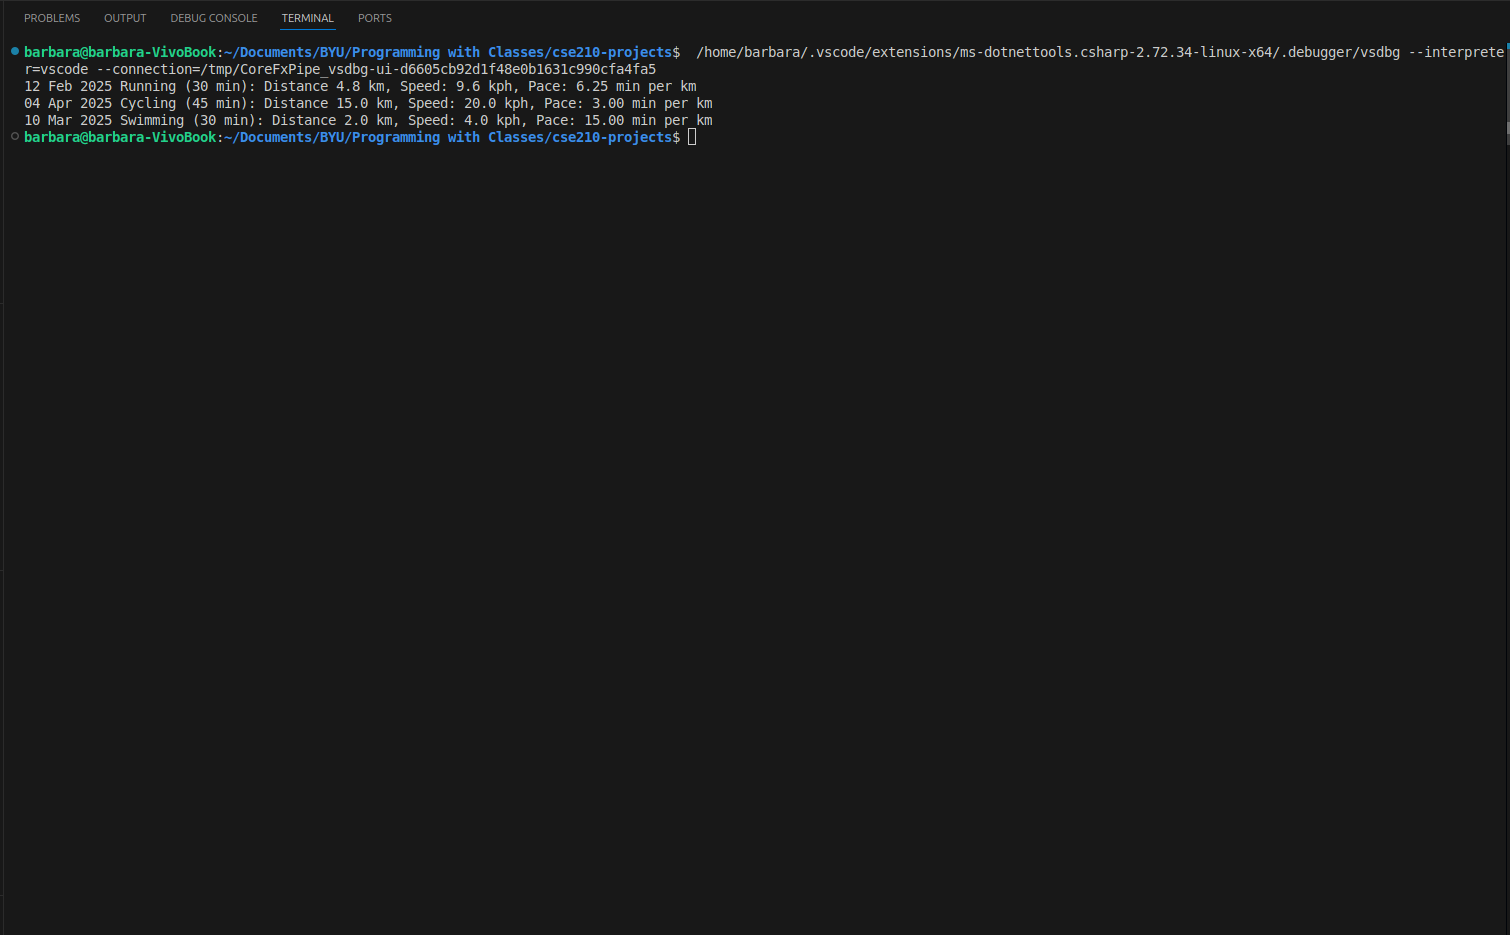 PROBLEMS OUTPUT DEBUG CONSOLE TERMINAL PORTS
barbara@barbara-VivoBook:~/Documents/BYU/Programming with Classes/cse210-projects$  /home/barbara/.vscode/extensions/ms-dotnettools.csharp-2.72.34-linux-x64/.debugger/vsdbg --interprete
r=vscode --connection=/tmp/CoreFxPipe_vsdbg-ui-d6605cb92d1f48e0b1631c990cfa4fa5
12 Feb 2025 Running (30 min): Distance 4.8 km, Speed: 9.6 kph, Pace: 6.25 min per km
04 Apr 2025 Cycling (45 min): Distance 15.0 km, Speed: 20.0 kph, Pace: 3.00 min per km
10 Mar 2025 Swimming (30 min): Distance 2.0 km, Speed: 4.0 kph, Pace: 15.00 min per km
barbara@barbara-VivoBook:~/Documents/BYU/Programming with Classes/cse210-projects$